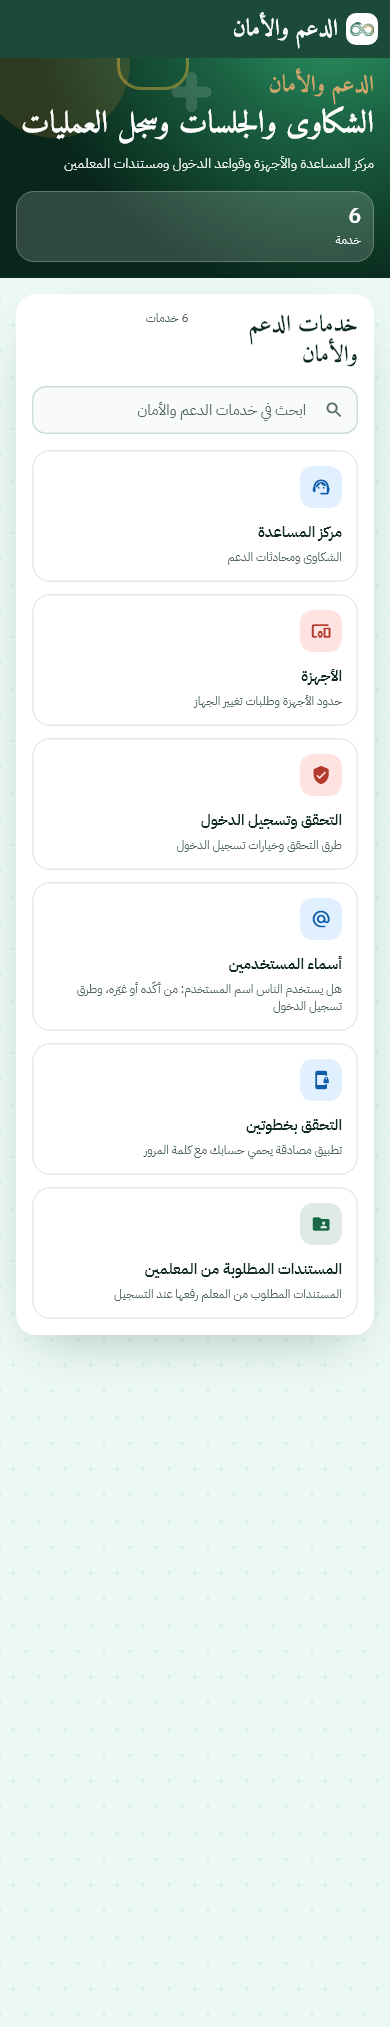 الدعم والأمان
الدعم والأمان
الشكاوى والجلسات وسجل العمليات
مركز المساعدة والأجهزة وقواعد الدخول ومستندات المعلمين
6
خدمة
خدمات الدعم
والأمان
6 خدمات
ابحث في خدمات الدعم والأمان
مركز المساعدة
الشكاوى ومحادثات الدعم
الأجهزة
حدود الأجهزة وطلبات تغيير الجهاز
التحقق وتسجيل الدخول
طرق التحقق وخيارات تسجيل الدخول
أسماء المستخدمين
هل يستخدم الناس اسم المستخدم: من أكّده أو غيّره، وطرق
تسجيل الدخول
التحقق بخطوتين
تطبيق مصادقة يحمي حسابك مع كلمة المرور
المستندات المطلوبة من المعلمين
المستندات المطلوب من المعلم رفعها عند التسجيل